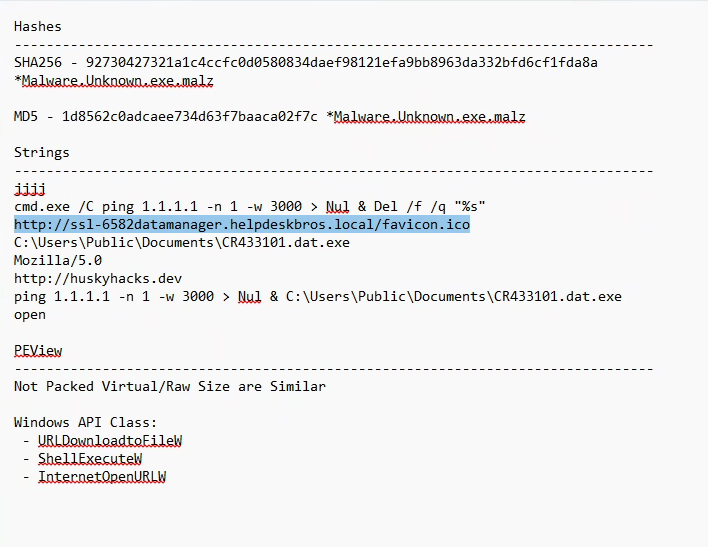 Hashes
--------------------------------------------------------------------------------
SHA256 - 92730427321a1c4ccfc0d0580834daef98121efa9bb8963da332bfd6cf1fda8a
*Malware.Unknown.exe.malz
MD5 - 1d8562c0adcaee734d63f7baaca02f7c *Malware.Unknown.exe.malz
Strings
--------------------------------------------------------------------------------
jjjj
cmd.exe /C ping 1.1.1.1 -n 1 -w 3000 > Nul & Del /f /q "%s"
http://ssl-6582datamanager.helpdeskbros.local/favicon.ico
C:\Users\Public\Documents\CR433101.dat.exe
Mozilla/5.0
http://huskyhacks.dev
ping 1.1.1.1 -n 1 -w 3000 > Nul & C:\Users\Public\Documents\CR433101.dat.exe
open
PEView
--------------------------------------------------------------------------------
Not Packed Virtual/Raw Size are Similar
Windows API Class:
- URLDownloadtoFileW
- ShellExecuteW
- InternetOpenURLW